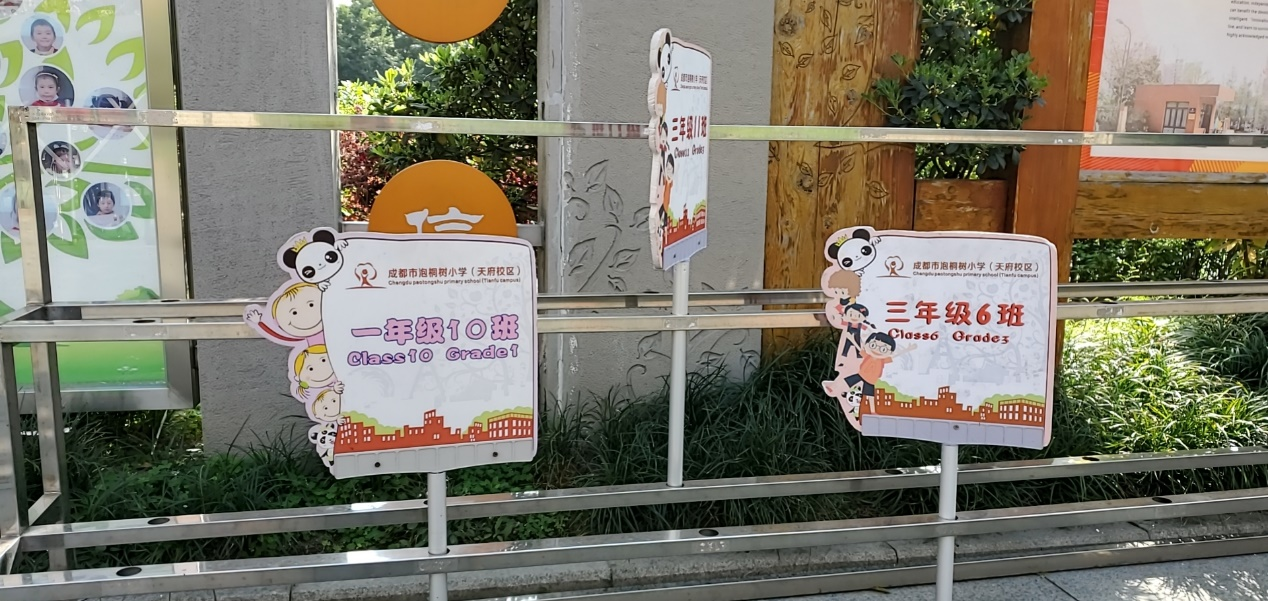 信
成都市泡桐树小学（天府校区）
Chengdu paotongshu primary school (Tianfu campus)
一年级10班
Class10 Grade1
三年级11班
Class11 Grade3
成都市泡桐树小学（天府校区）
Chengdu paotongshu primary school (Tianfu campus)
三年级6班
Class6 Grade3